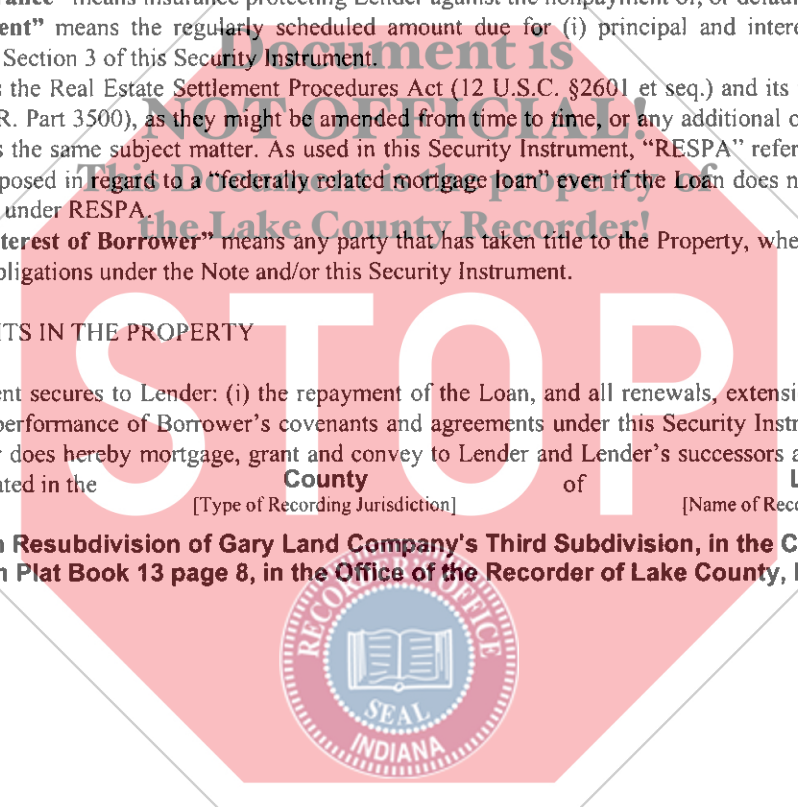 means insurance protecting Lender against the nonpayment of, or default
ent” means the regularly scheduled amount due for (i) principal and intere
Section 3 of this Security Instrument.
Document is
s the Real Estate Settlement Procedures Act (12 U.S.C. §2601 et seq.) and its
R. Part 3500), as they might be amended from time to time, or any additional o
NOT OFFICIAL!
s the same subject matter. As used in this Security Instrument, “RESPA” refer
posed in regard to a “federally related mortgage loan” even if the Loan does n
This Document is the property of
under RESPA.
the Lake County Recorder!
terest of Borrower” means any party that has taken title to the Property, whe
bligations under the Note and/or this Security Instrument.
STOP
TS IN THE PROPERTY
ent secures to Lender: (i) the repayment of the Loan, and all renewals, extensi
performance of Borrower’s covenants and agreements under this Security Instr
r does hereby mortgage, grant and convey to Lender and Lender’s successors a
ated in the County of L
[Type of Recording Jurisdiction] [Name of Reco
n Resubdivision of Gary Land Company's Third Subdivision, in the C
n Plat Book 13 page 8, in the Office of the Recorder of Lake County, I
RECORDER'S OFFICE
SEAL
INDIANA